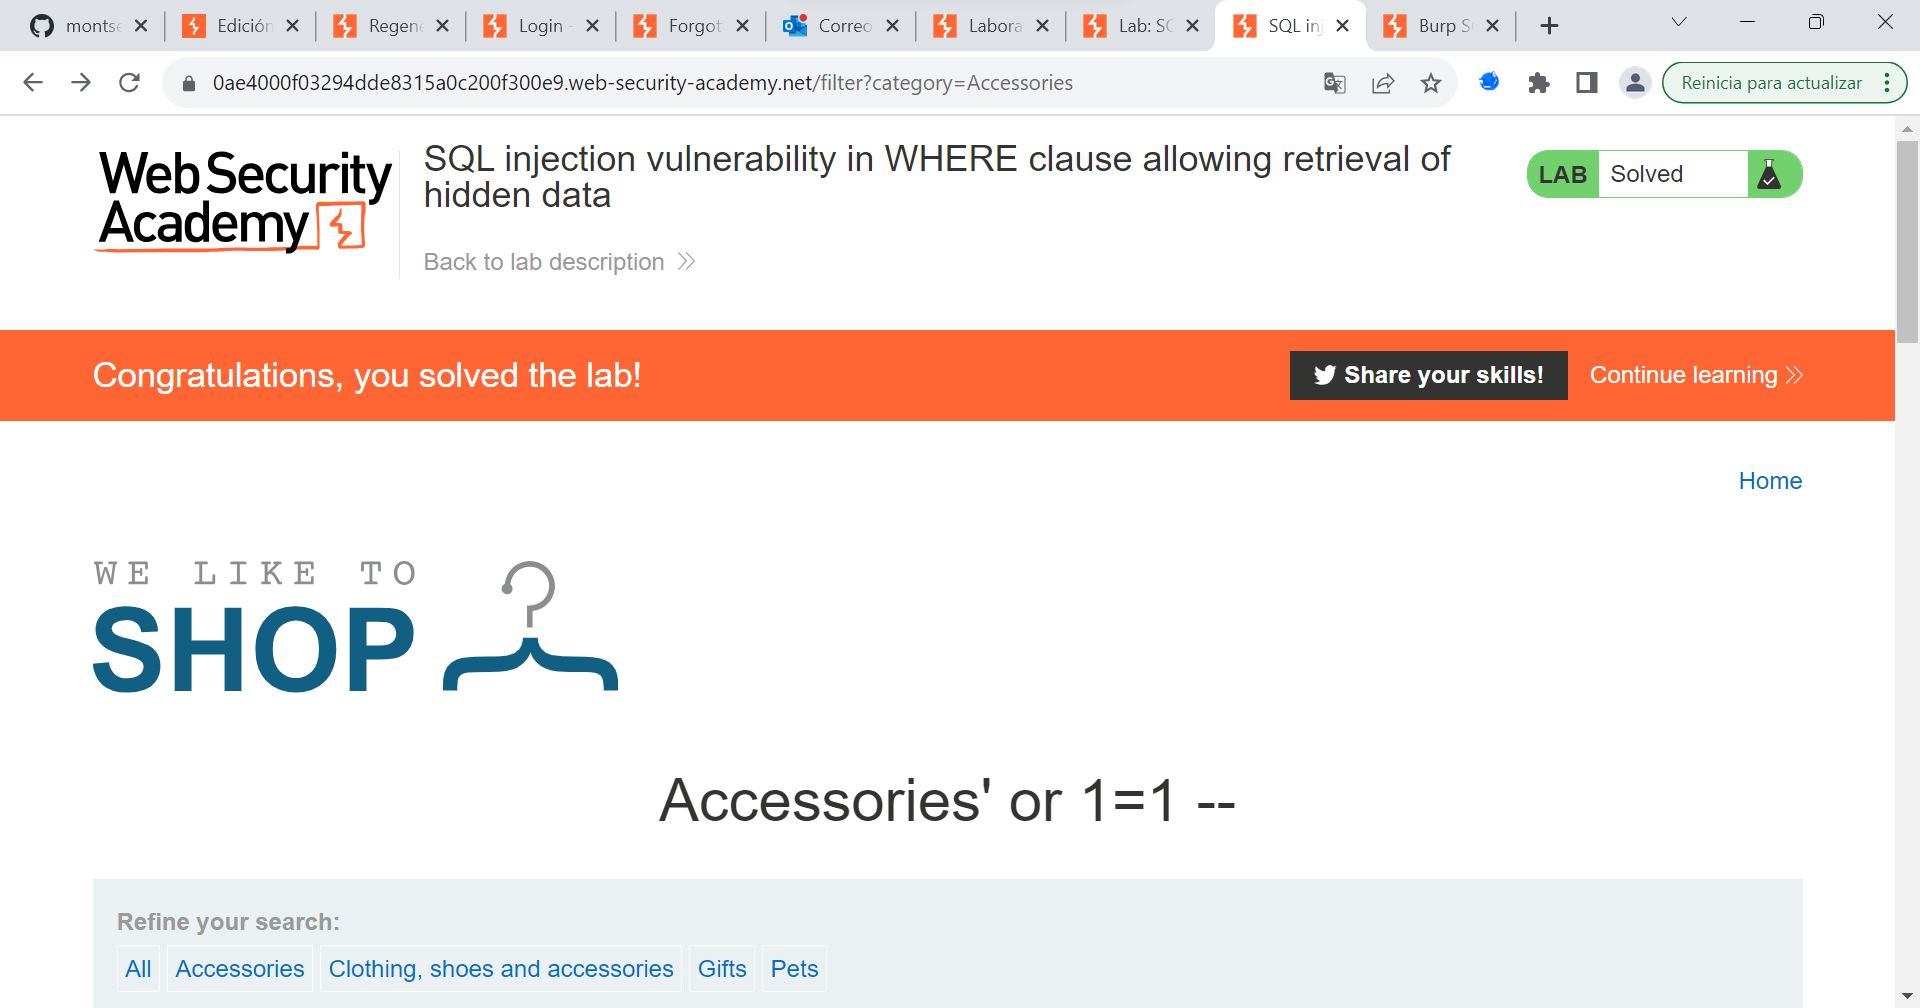 montse
Edición
Regene
Login -
Forgot
Correo
Labora
Lab: SQ
SQL inj
Burp S
0ae4000f03294dde8315a0c200f300e9.web-security-academy.net/filter?category=Accessories
Reinicia para actualizar
Web Security
Academy
SQL injection vulnerability in WHERE clause allowing retrieval of
hidden data
LAB Solved
Back to lab description
Congratulations, you solved the lab!
Share your skills!
Continue learning
Home
WE LIKE TO
SHOP
Accessories' or 1=1 --
Refine your search:
All Accessories Clothing, shoes and accessories Gifts Pets